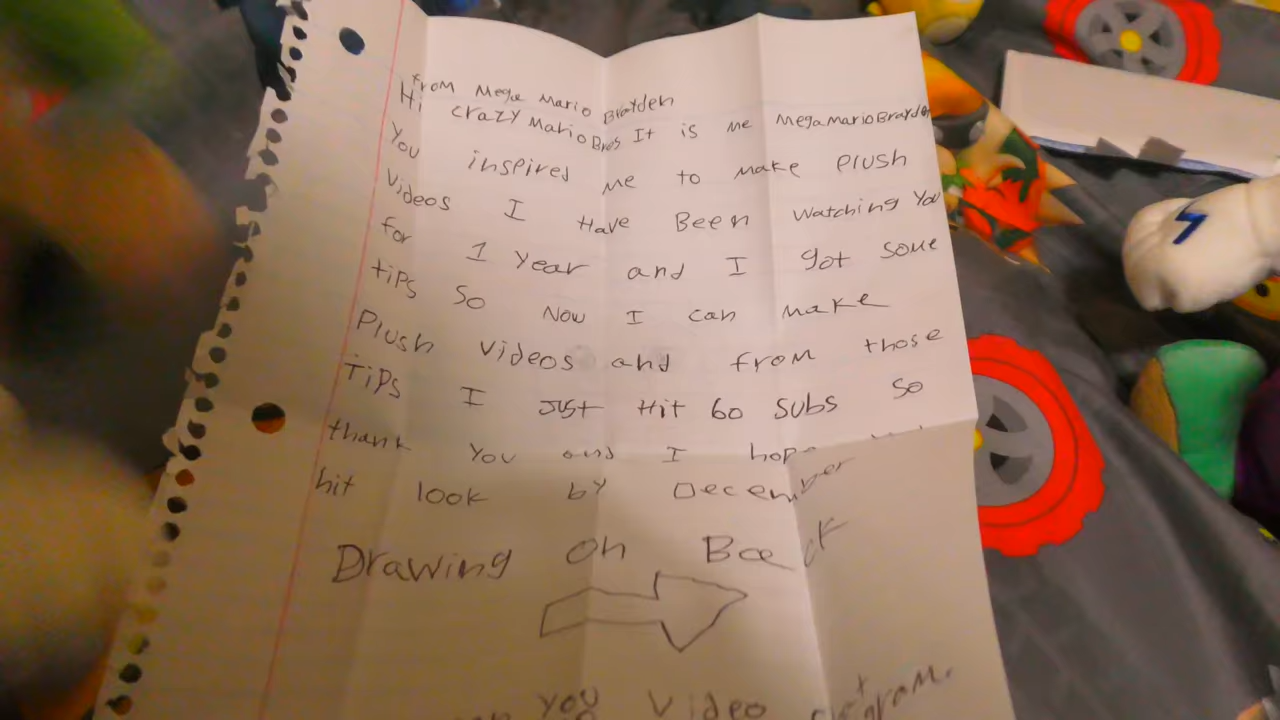 from Mega Mario Brayden
Hi crazy Mario Bros It is me MegaMarioBrayden
You inspired me to make Plush
Videos I Have Been Watching You
for 1 Year and I got some
tips So Now I can make
Plush Videos and from those
TiPs I Just Hit 60 Subs So
thank You and I hope
hit 100K by December
Drawing On Back
You Video